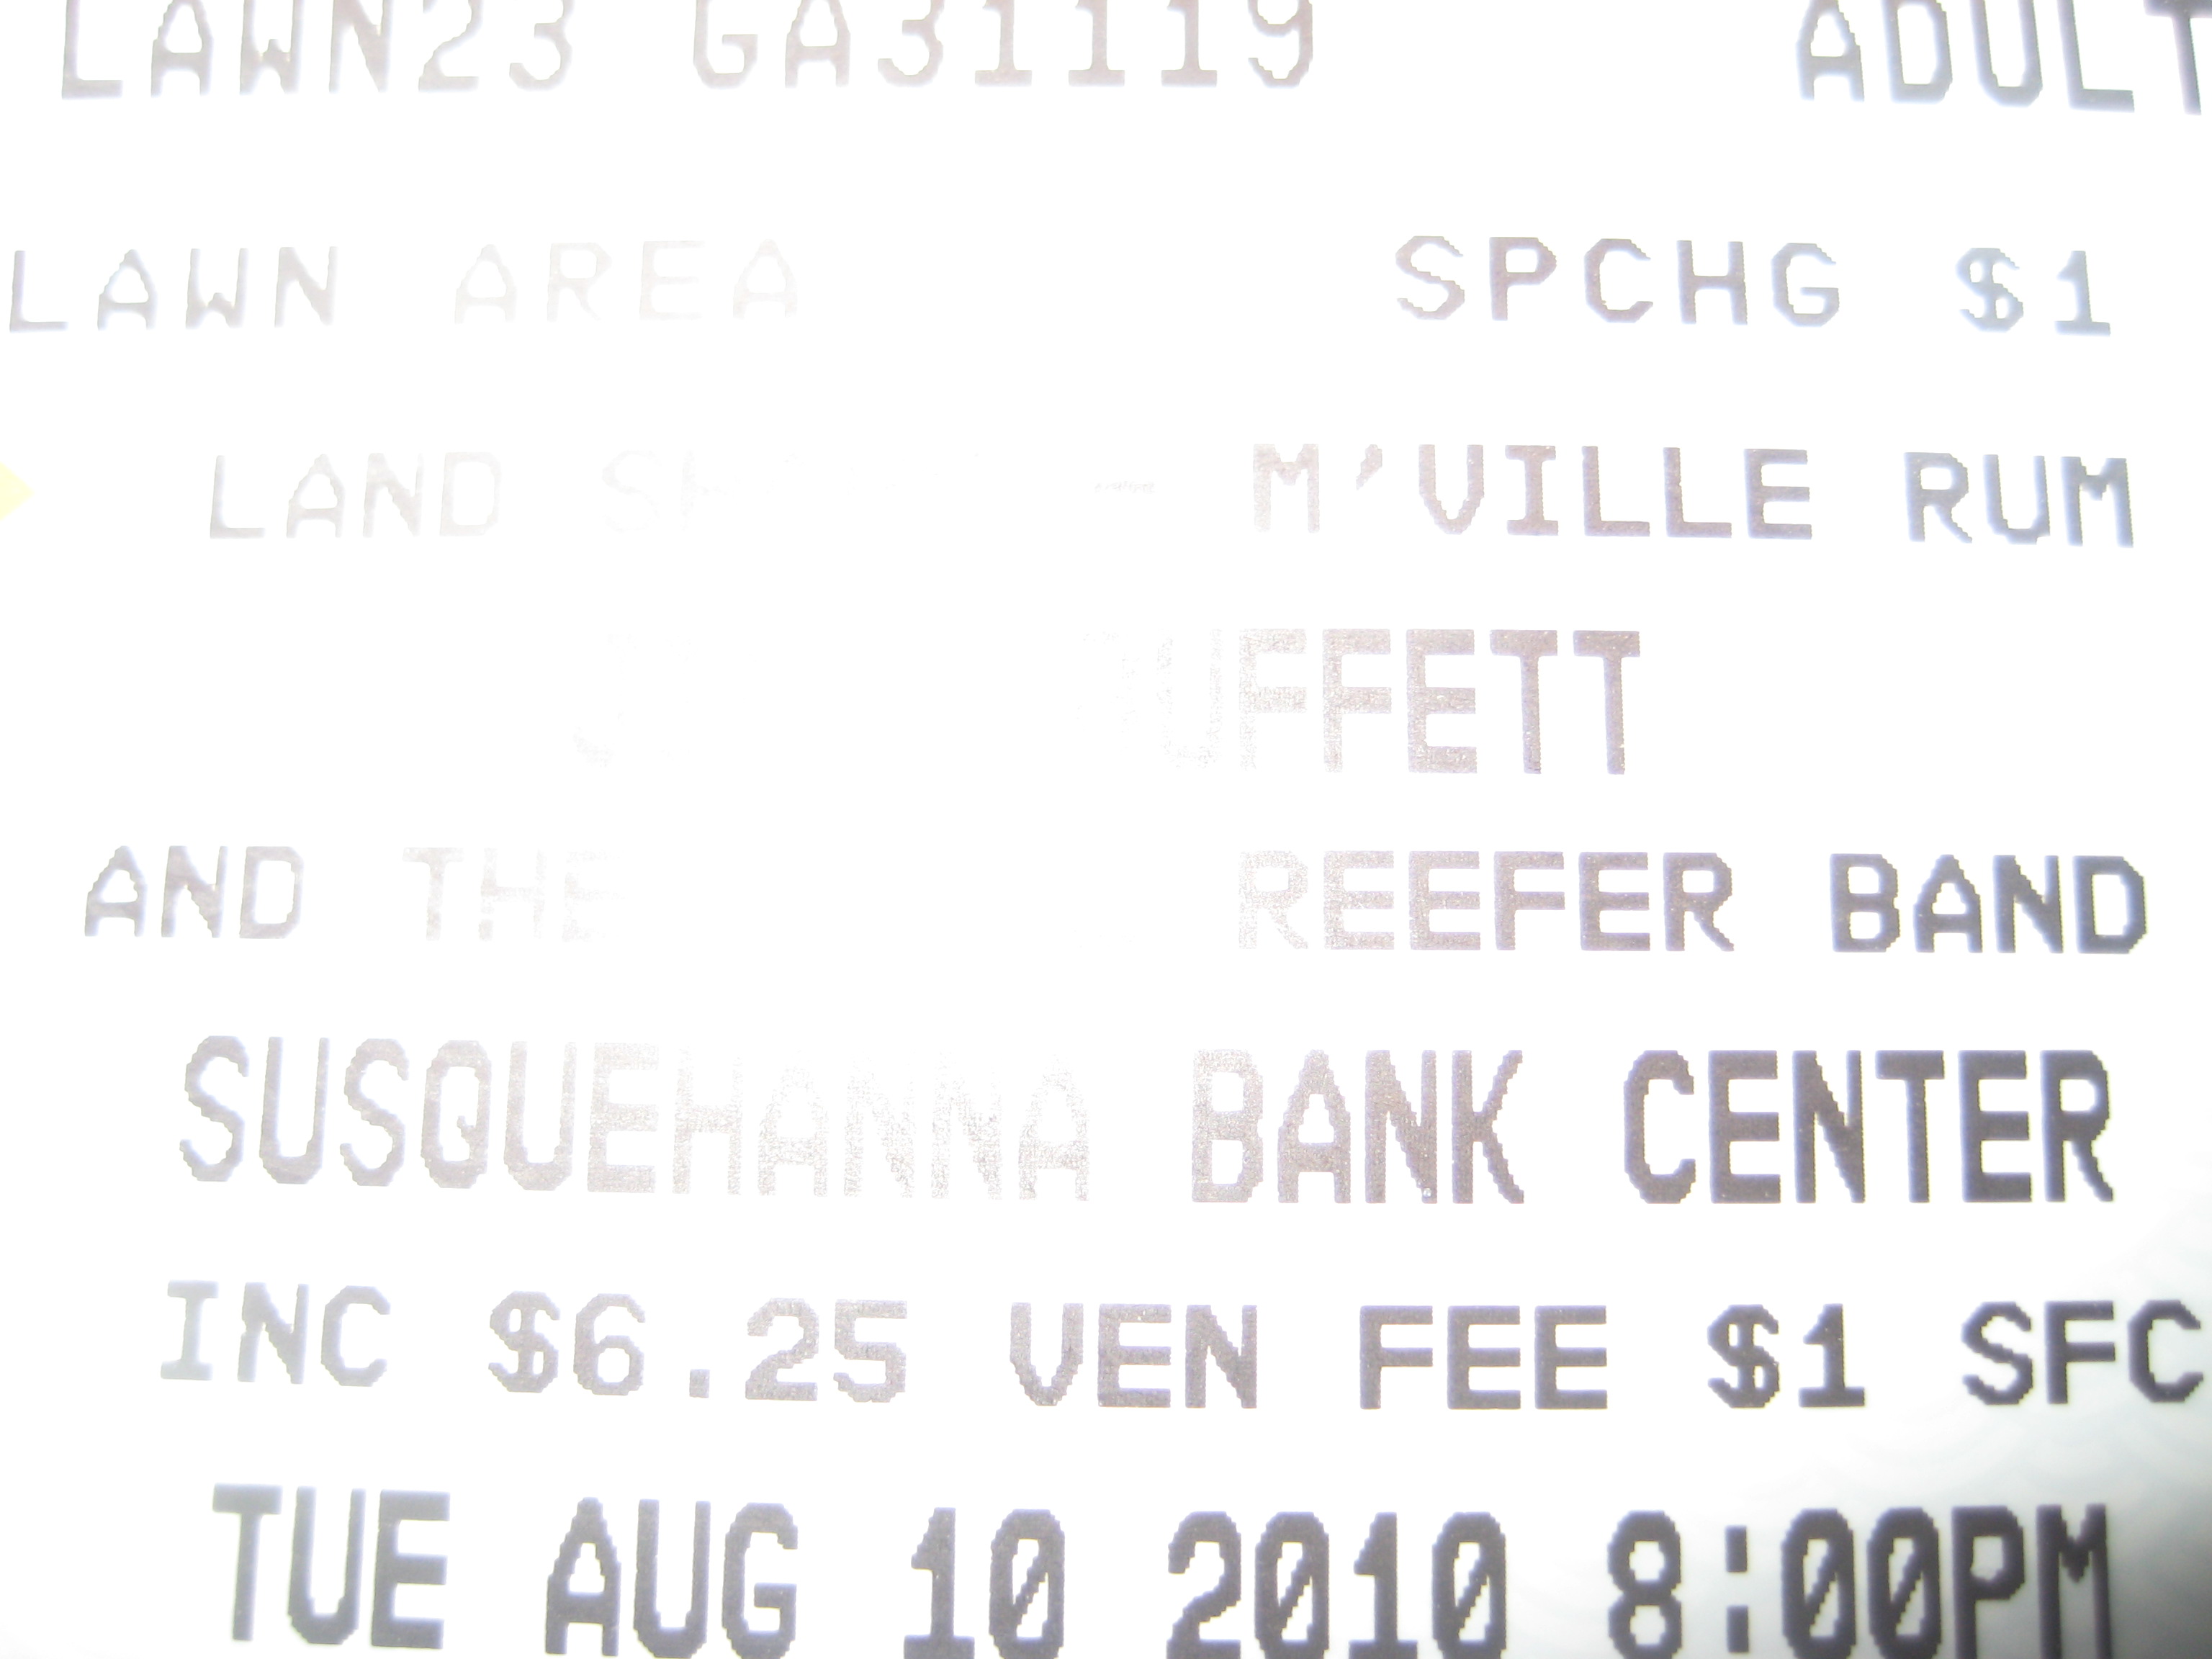 LAWN23 GA31119 ADULT
LAWN AREA SPCHG $1
LAND M'VILLE RUM
BUFFETT
AND THE REEFER BAND
SUSQUEHANNA BANK CENTER
INC $6.25 VEN FEE $1 SFC
TUE AUG 10 2010 8:00PM